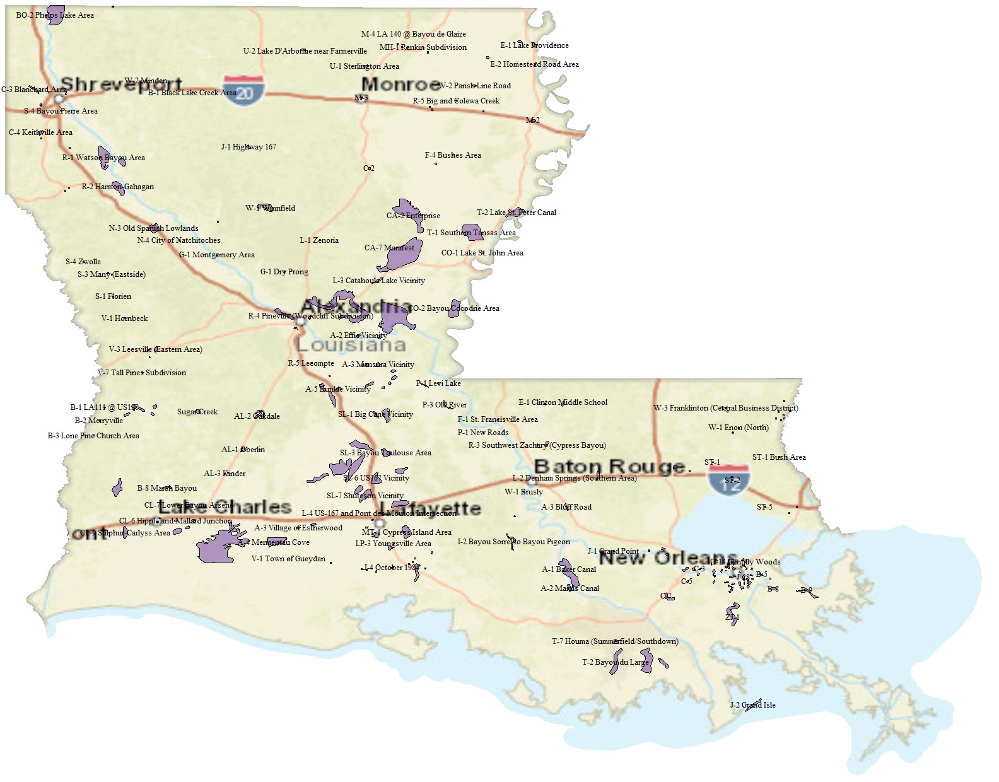 BO-2 Phelps Lake Area
M-4 LA 140 @ Bayou de Glaize
MH-1 Rankin Subdivision
E-1 Lake Providence
U-2 Lake D'Arbonne near Farmerville
U-1 Sterlington Area
E-2 Homestead Road Area
W-2 Minden
Shreveport
Monroe
W-2 Parish Line Road
C-3 Blanchard Area
B-1 Black Lake Creek Area
20
M-3
R-5 Big and Colewa Creek
S-4 Bayou Pierre Area
M-2
C-4 Keithville Area
J-1 Highway 167
R-1 Watson Bayou Area
F-4 Bushes Area
C-2
R-2 Hanmon-Gahagan
W-1 Winnfield
CA-2 Enterprise
T-2 Lake St. Peter Canal
N-3 Old Spanish Lowlands
T-1 Southern Tensas Area
N-4 City of Natchitoches
L-1 Zenoria
CA-7 Manifest
G-1 Montgomery Area
CO-1 Lake St. John Area
S-4 Zwolle
S-3 Many (Eastside)
G-1 Dry Prong
L-3 Catahoula Lake Vicinity
S-1 Florien
Alexandria
CO-2 Bayou Cocodrie Area
R-4 Pineville (Woodcliff Subdivision)
V-1 Hornbeck
A-2 Effie Vicinity
Louisiana
V-3 Leesville (Eastern Area)
R-5 Lecompte
A-3 Mansura Vicinity
V-7 Tall Pines Subdivision
P-1 Levi Lake
A-5 Bunkie Vicinity
B-1 LA111 @ US190
P-3 Old River
E-1 Clinton Middle School
W-3 Franklinton (Central Business District)
Sugar Creek
AL-2 Oakdale
SL-1 Big Cane Vicinity
B-2 Merryville
F-1 St. Francisville Area
W-1 Enon (North)
B-3 Lone Pine Church Area
P-1 New Roads
R-3 Southwest Zachary (Cypress Bayou)
AL-1 Oberlin
SL-3 Bayou Toulouse Area
ST-1 Bush Area
ST-1
AL-3 Kinder
Baton Rouge
SL-6 US167 Vicinity
L-2 Denham Springs (Southern Area)
ST-2
12
B-8 Marsh Bayou
SL-7 Shuteson Vicinity
W-1 Brusly
CL-7 Lower Bayou Arsene
Lake Charles
Lafayette
A-3 Bluff Road
ST-5
L-4 US-167 and Pont des Mouton Intersection
CL-6 Hipple and Mallard Junction
A-3 Village of Estherwood
ont
CL-9 Sulphur-Carlyss Area
MT-1 Cypress Island Area
A-4 Mermentau Cove
LP-3 Youngsville Area
I-2 Bayou Sorrel to Bayou Pigeon
J-1 Grand Point
V-1 Town of Gueydan
New Orleans
I-4 October 1984
A-1 Baker Canal
C-3
B-5
C-5
A-2 Marais Canal
B-8
B-9
ZJ-1
T-7 Houma (Summerfield/Southdown)
T-2 Bayou du Large
J-2 Grand Isle